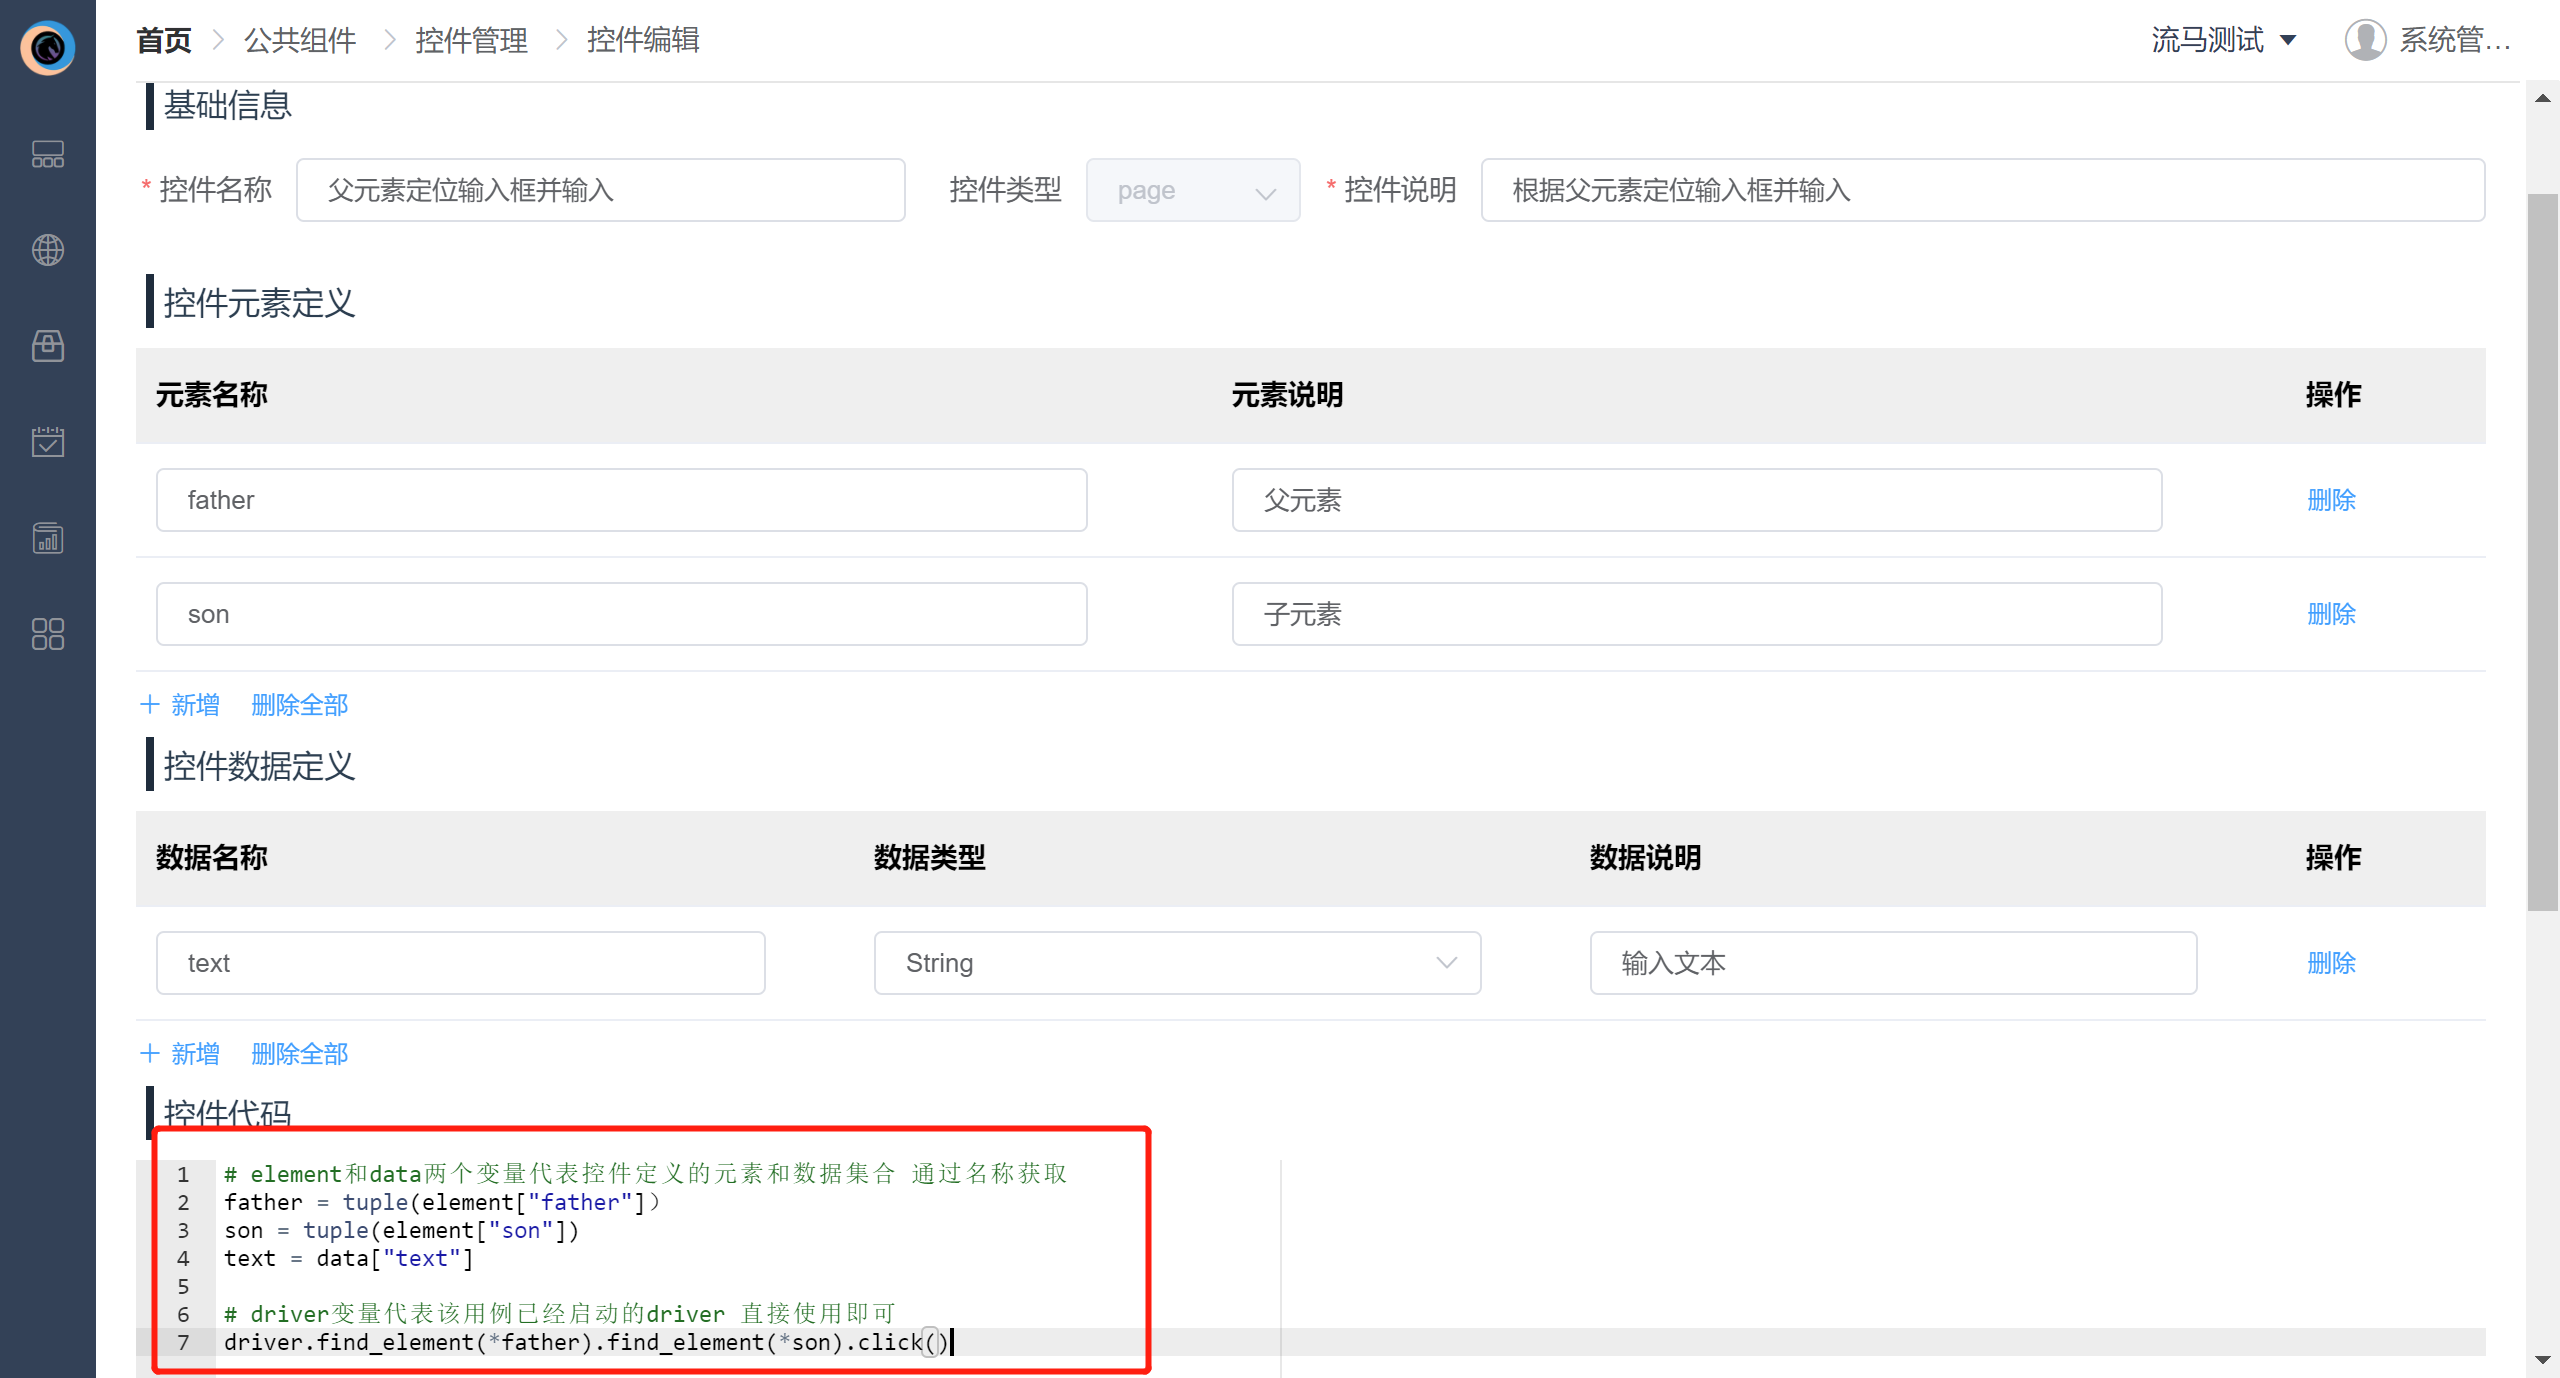 首页 > 公共组件 > 控件管理 > 控件编辑 流马测试 系统管...
基础信息
* 控件名称 父元素定位输入框并输入 控件类型 page * 控件说明 根据父元素定位输入框并输入
控件元素定义
元素名称 元素说明 操作
father 父元素 删除
son 子元素 删除
+ 新增 删除全部
控件数据定义
数据名称 数据类型 数据说明 操作
text String 输入文本 删除
+ 新增 删除全部
控件代码
1 # element和data两个变量代表控件定义的元素和数据集合 通过名称获取
2 father = tuple(element["father"])
3 son = tuple(element["son"])
4 text = data["text"]
5
6 # driver变量代表该用例已经启动的driver 直接使用即可
7 driver.find_element(*father).find_element(*son).click()